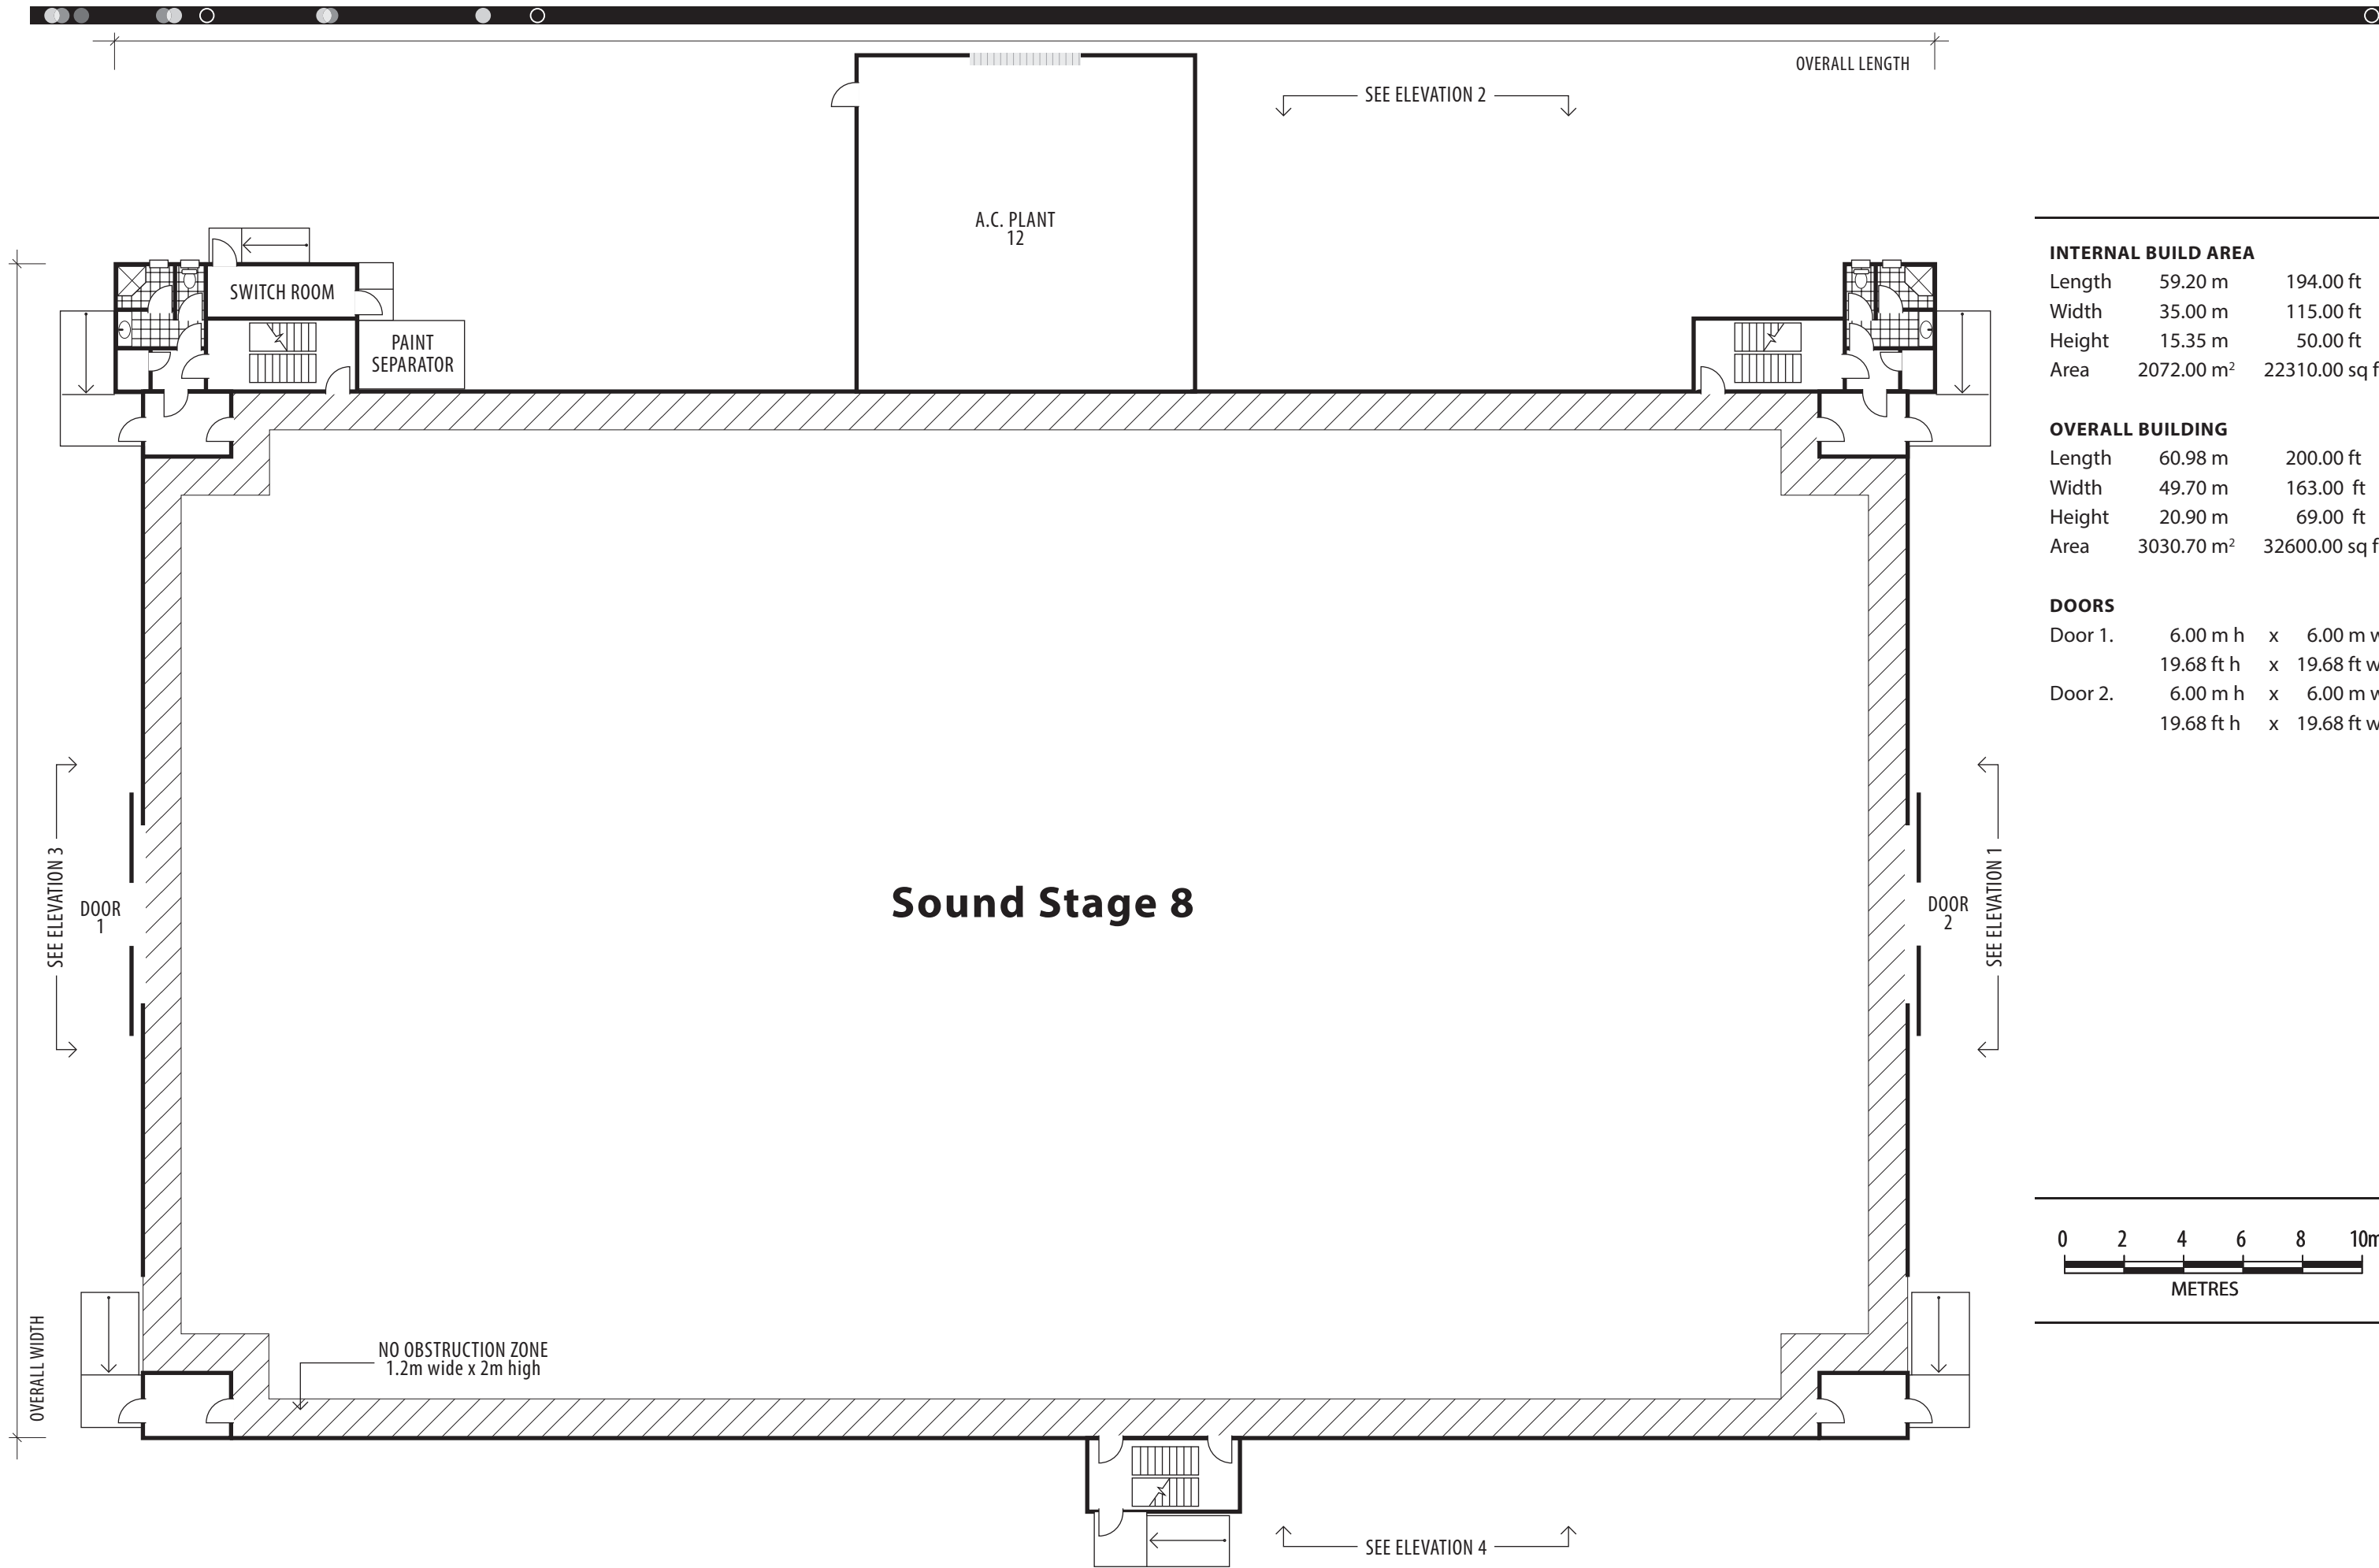 OVERALL LENGTH
SEE ELEVATION 2
A.C. PLANT
12
SWITCH ROOM
PAINT
SEPARATOR
INTERNAL BUILD AREA
Length 59.20 m 194.00 ft
Width 35.00 m 115.00 ft
Height 15.35 m 50.00 ft
Area 2072.00 m² 22310.00 sq f
OVERALL BUILDING
Length 60.98 m 200.00 ft
Width 49.70 m 163.00 ft
Height 20.90 m 69.00 ft
Area 3030.70 m² 32600.00 sq f
DOORS
Door 1. 6.00 m h x 6.00 m w
19.68 ft h x 19.68 ft w
Door 2. 6.00 m h x 6.00 m w
19.68 ft h x 19.68 ft w
SEE ELEVATION 3
DOOR
1
Sound Stage 8
DOOR
2
SEE ELEVATION 1
0 2 4 6 8 10m
METRES
OVERALL WIDTH
NO OBSTRUCTION ZONE
1.2m wide x 2m high
SEE ELEVATION 4